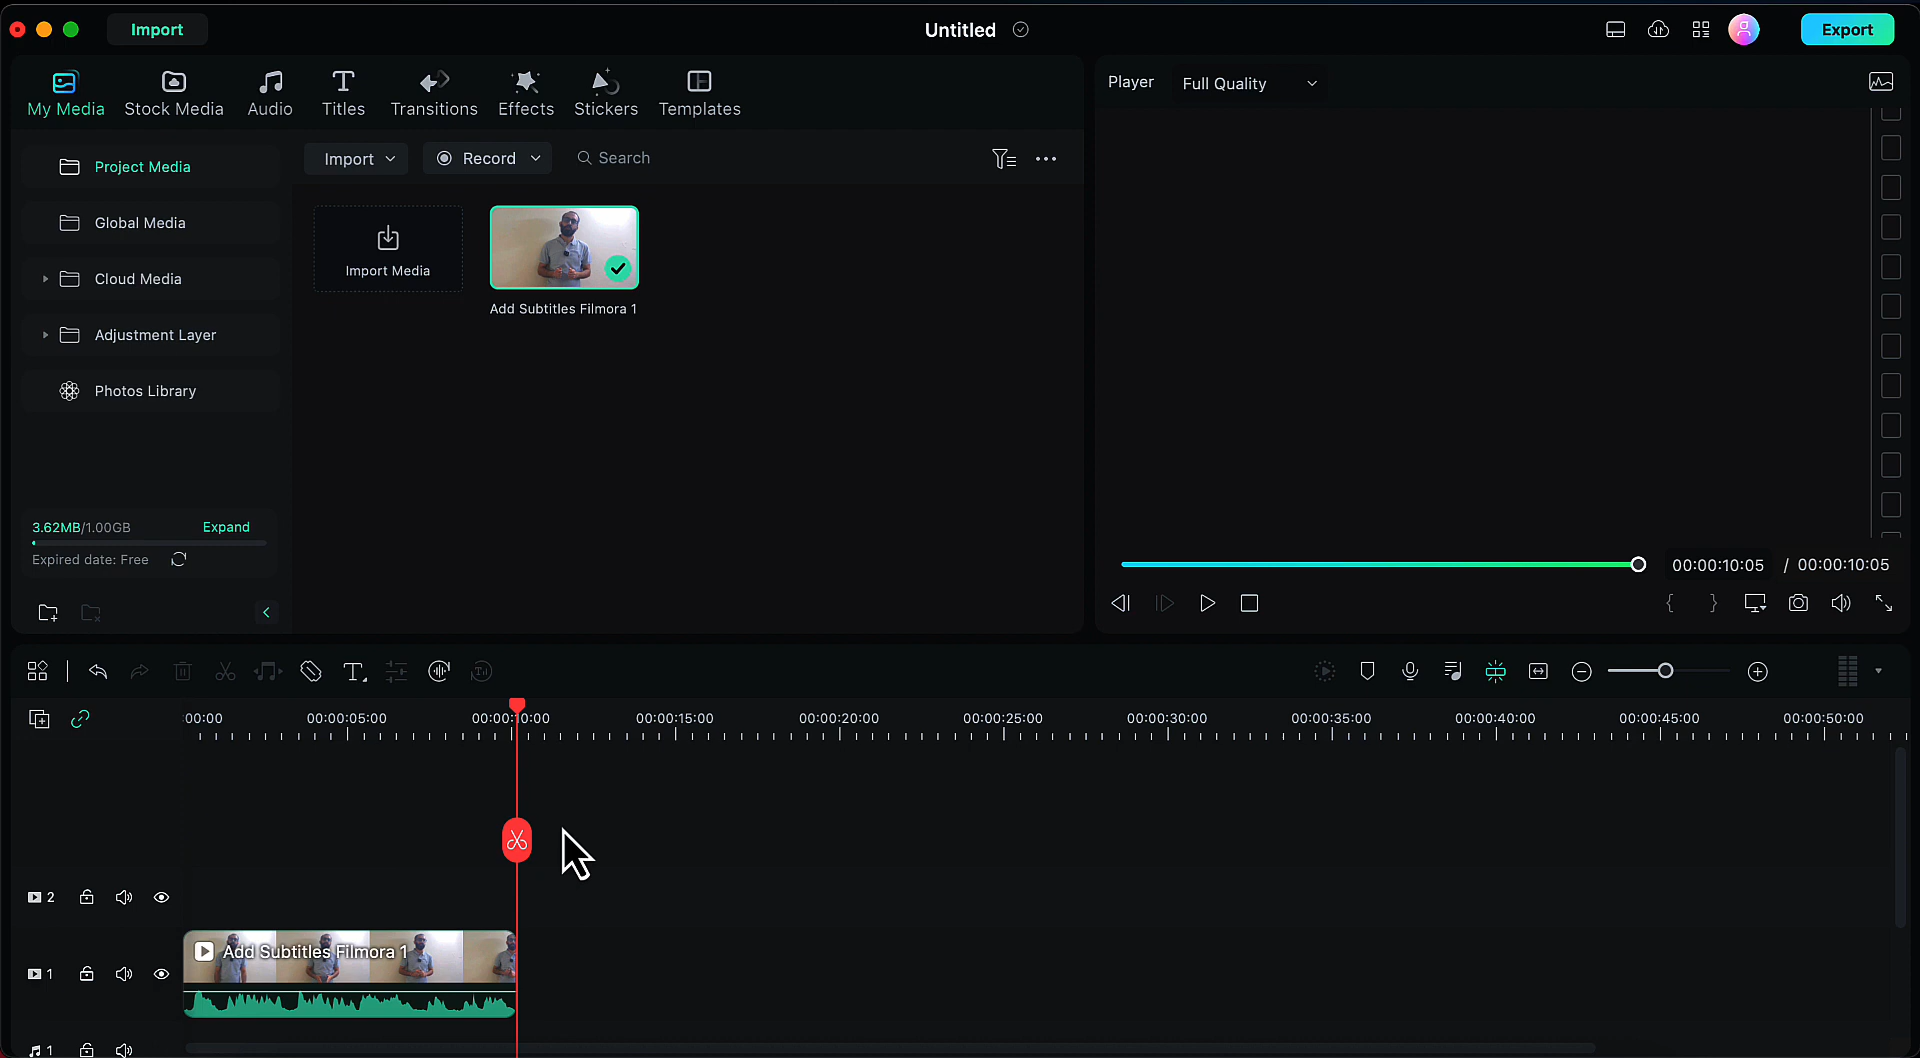 Import
Untitled
Export
My Media
Stock Media
Audio
Titles
Transitions
Effects
Stickers
Templates
Player
Full Quality
Project Media
Global Media
Cloud Media
Adjustment Layer
Photos Library
Import
Record
Search
Import Media
Add Subtitles Filmora 1
3.62MB/1.00GB
Expand
Expired date: Free
00:00:10:05 / 00:00:10:05
:00:00
00:00:05:00
00:00:10:00
00:00:15:00
00:00:20:00
00:00:25:00
00:00:30:00
00:00:35:00
00:00:40:00
00:00:45:00
00:00:50:00
2
Add Subtitles Filmora 1
1
1